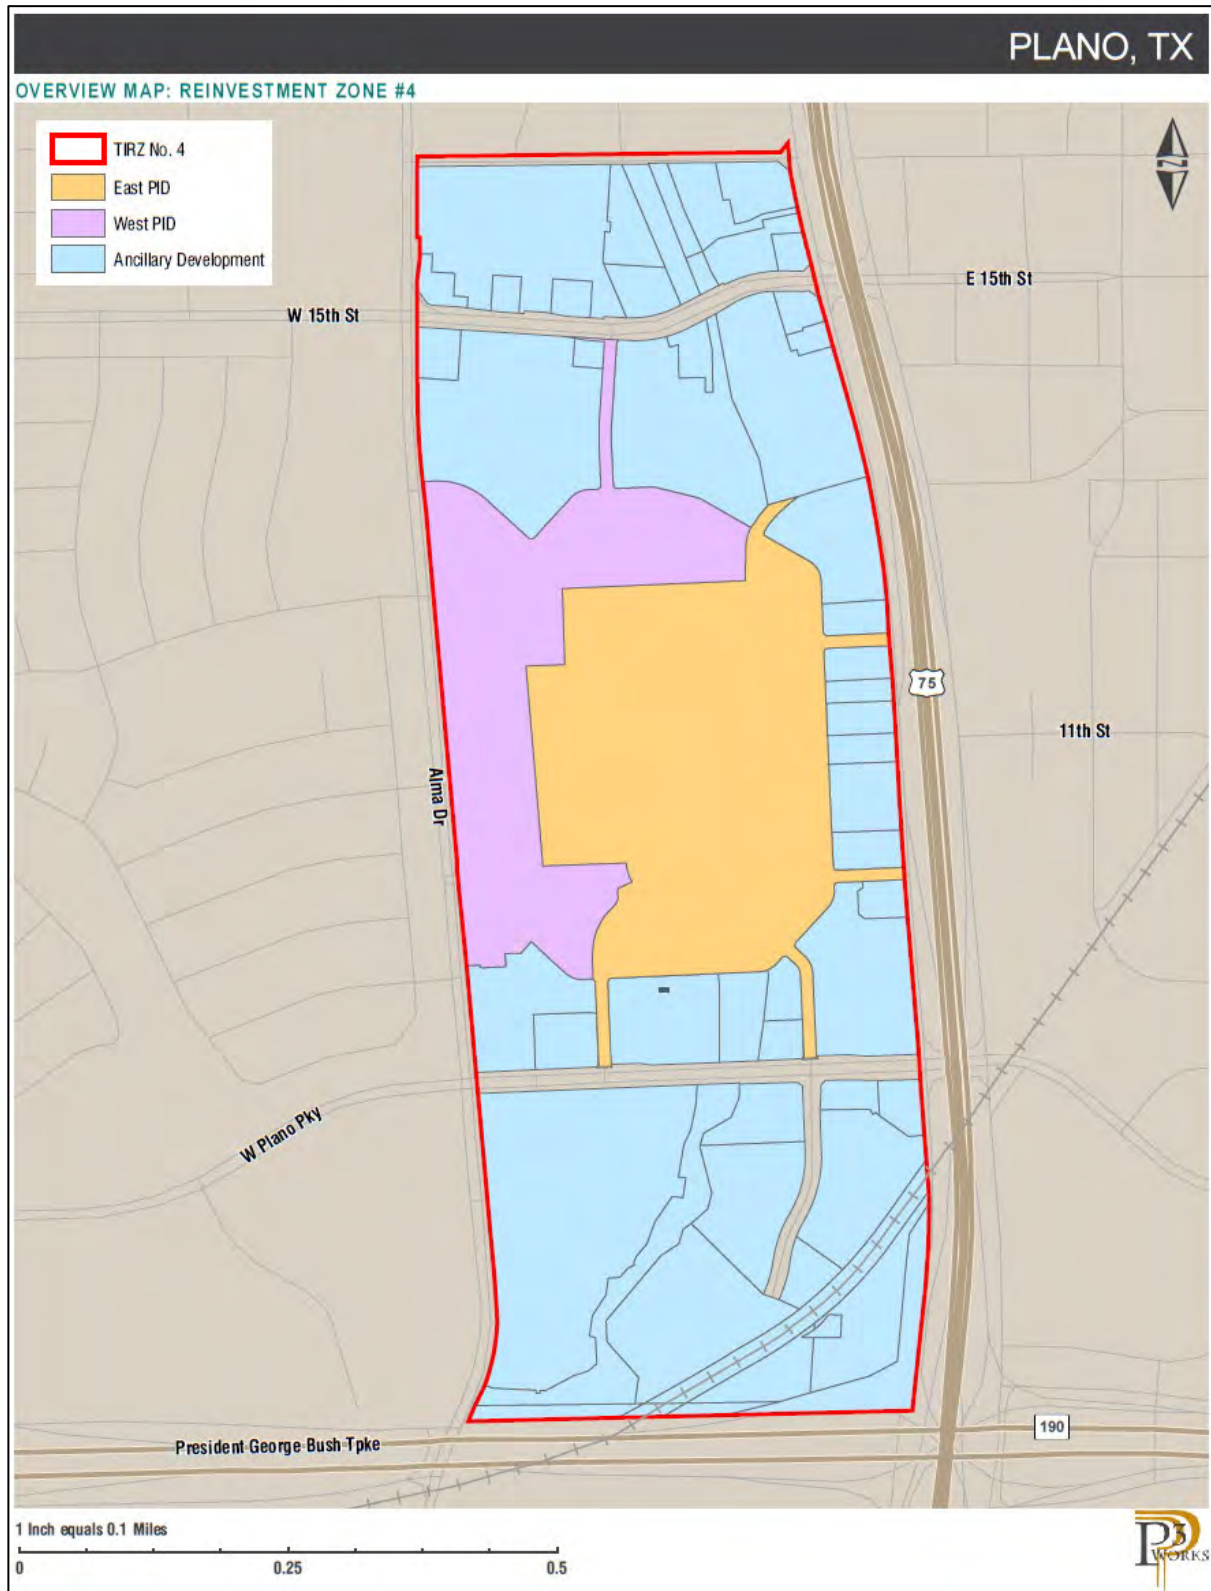 PLANO, TX
OVERVIEW MAP: REINVESTMENT ZONE #4
TIRZ No. 4
East PID
West PID
Ancillary Development
N
E 15th St
W 15th St
75
11th St
Alma Dr
W Plano Pky
190
President George Bush Tpke
1 Inch equals 0.1 Miles
0 0.25 0.5
P3
WORKS